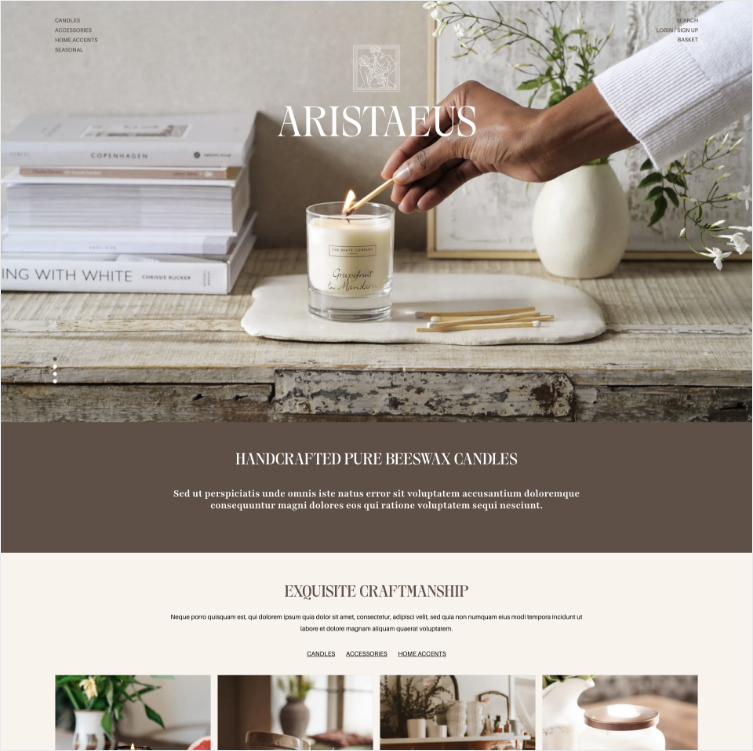 CANDLES
ACCESSORIES
HOME ACCENTS
SEASONAL
SEARCH
LOGIN / SIGN UP
BASKET
ARISTAEUS
COPENHAGEN
ING WITH WHITE CHRISSIE RUCKER
THE WHITE COMPANY
Grapefruit
& Mandarin
HANDCRAFTED PURE BEESWAX CANDLES
Sed ut perspiciatis unde omnis iste natus error sit voluptatem accusantium doloremque
consequuntur magni dolores eos qui ratione voluptatem sequi nesciunt.
EXQUISITE CRAFTMANSHIP
Neque porro quisquam est, qui dolorem ipsum quia dolor sit amet, consectetur, adipisci velit, sed quia non numquam eius modi tempora incidunt ut
labore et dolore magnam aliquam quaerat voluptatem.
CANDLES ACCESSORIES HOME ACCENTS